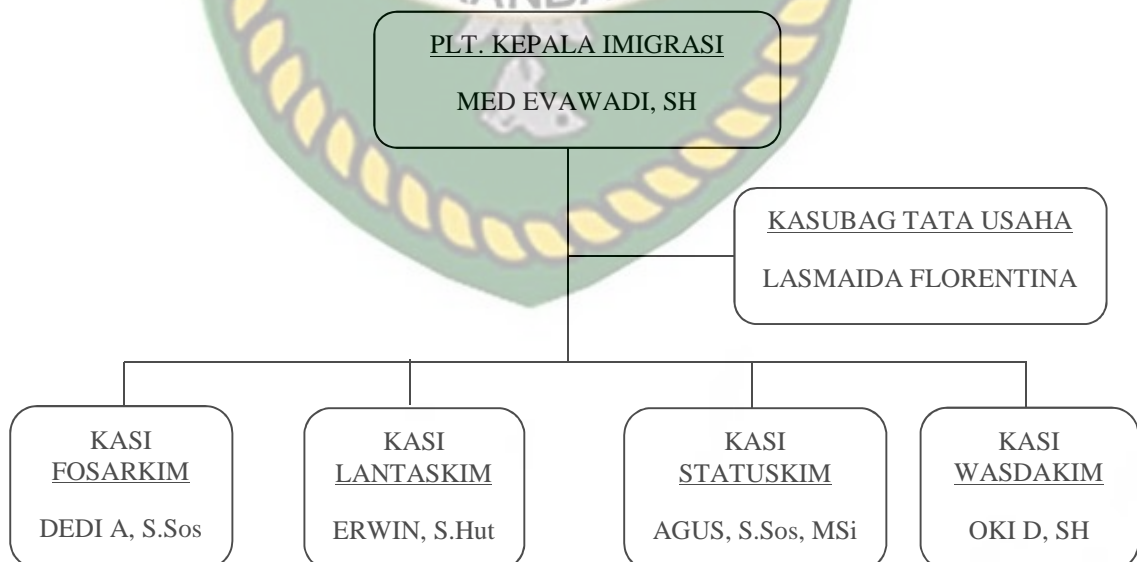 PLT. KEPALA IMIGRASI
MED EVAWADI, SH
KASUBAG TATA USAHA
LASMAIDA FLORENTINA
KASI
FOSARKIM
DEDI A, S.Sos
KASI
LANTASKIM
ERWIN, S.Hut
KASI
STATUSKIM
AGUS, S.Sos, MSi
KASI
WASDAKIM
OKI D, SH